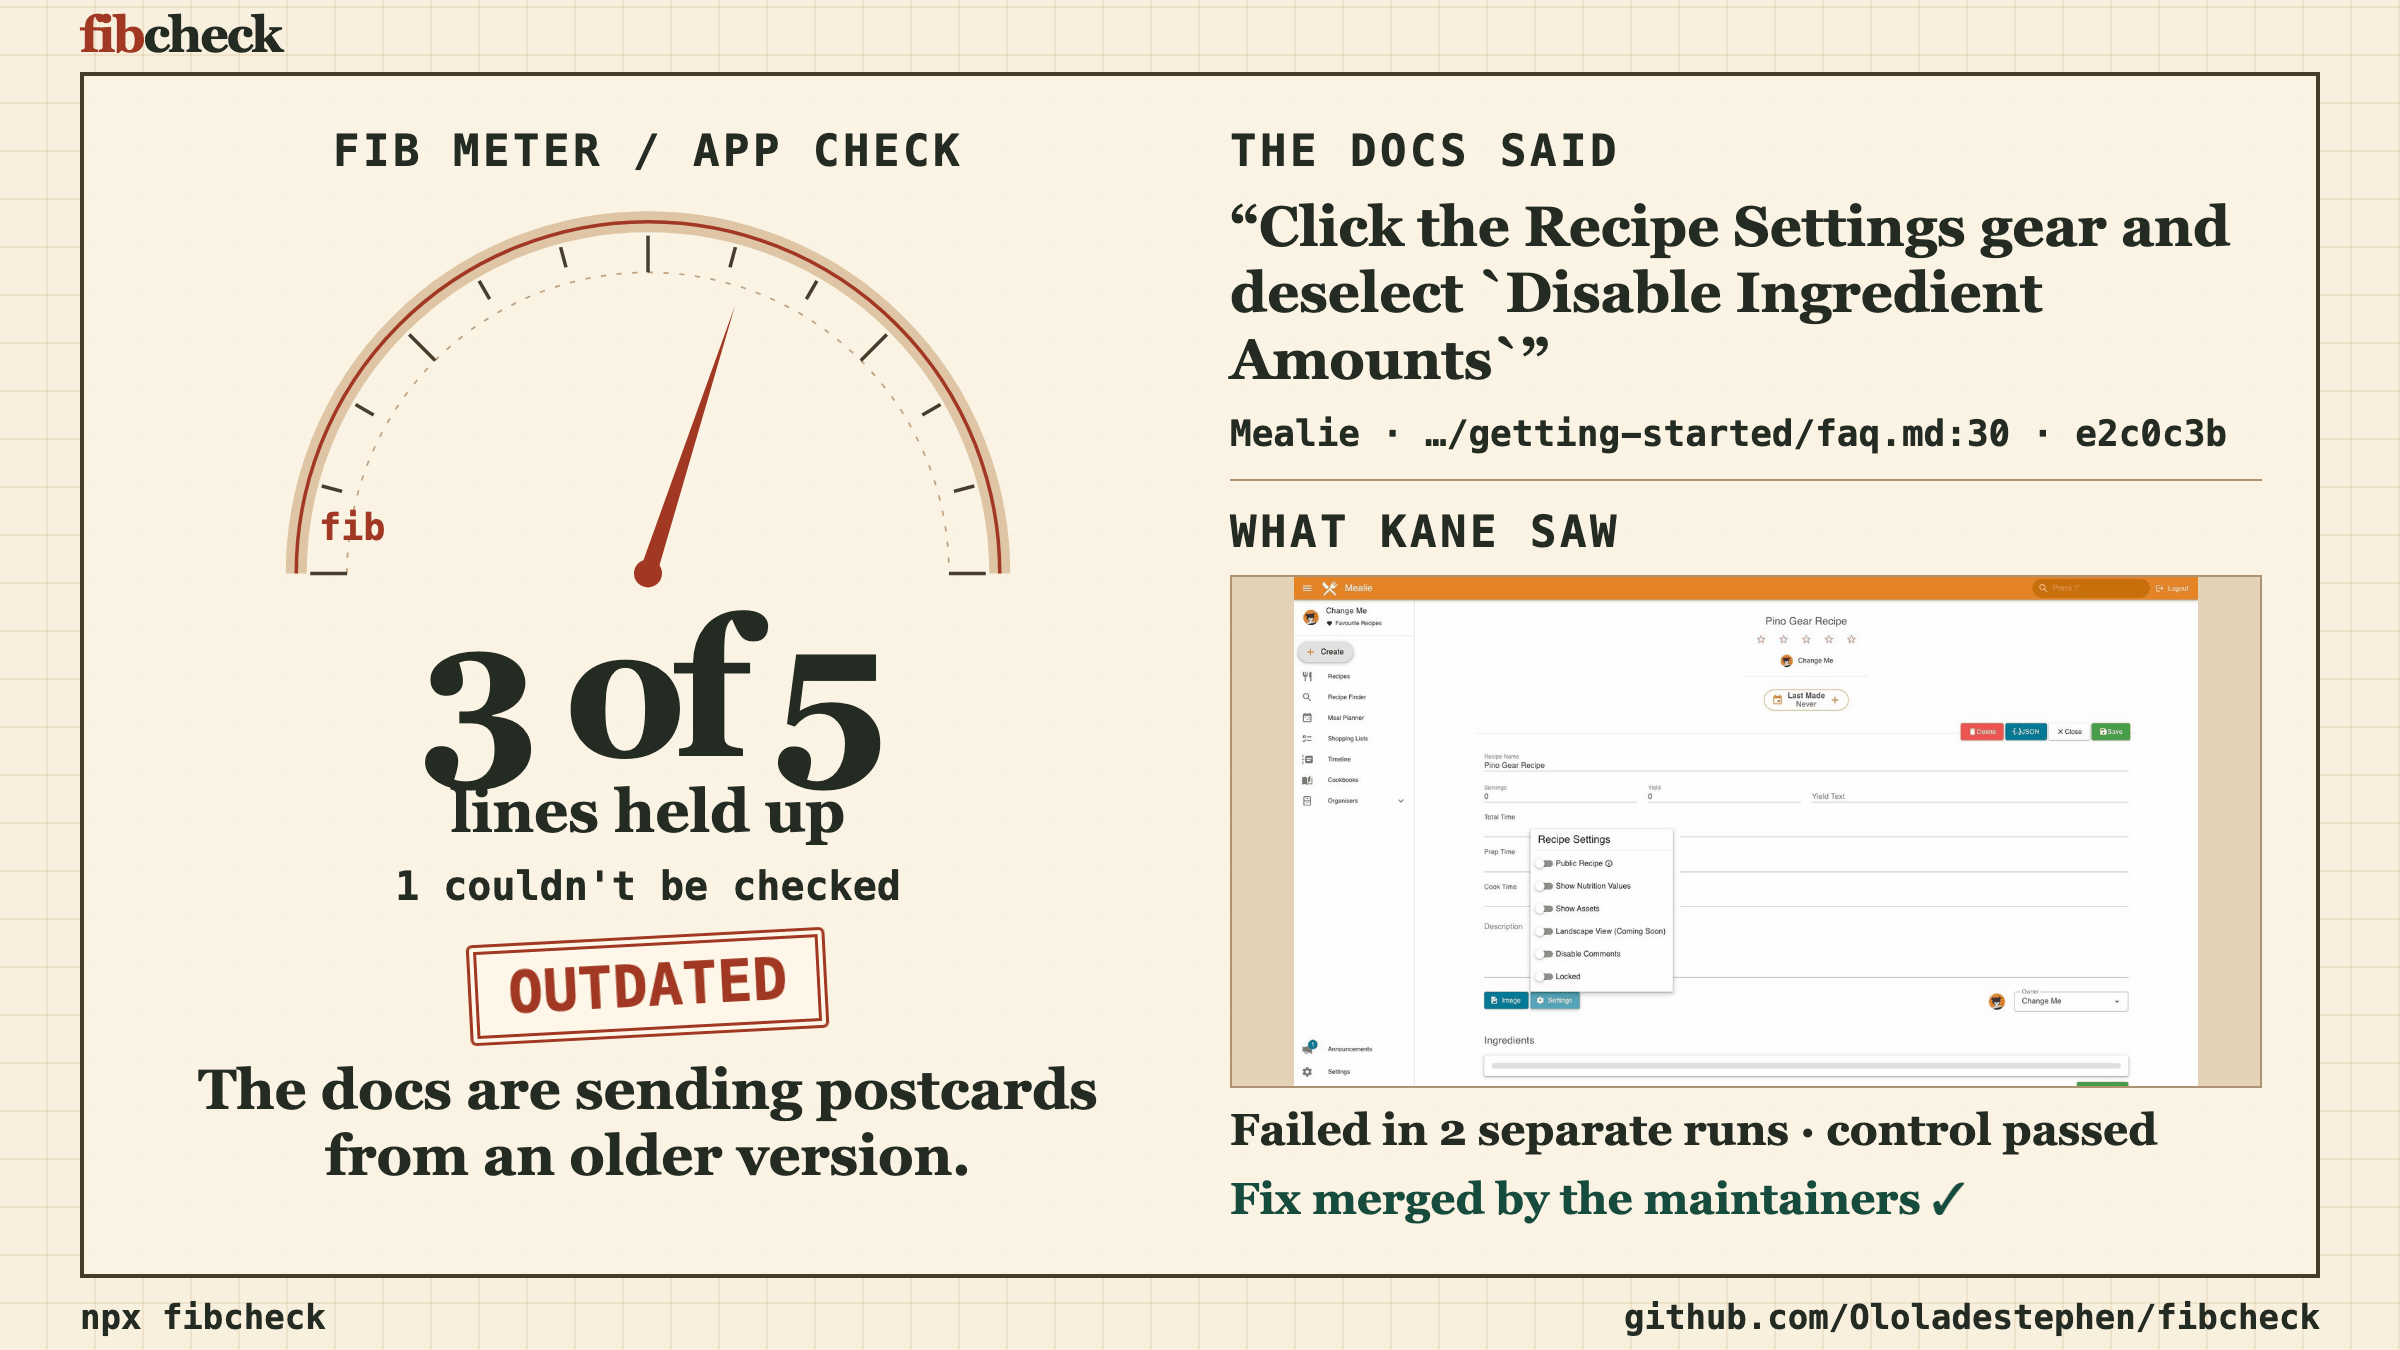 fibcheck
FIB METER / APP CHECK
fib
3 of 5
lines held up
1 couldn't be checked
OUTDATED
The docs are sending postcards
from an older version.
THE DOCS SAID
“Click the Recipe Settings gear and
deselect `Disable Ingredient
Amounts`”
Mealie · …/getting-started/faq.md:30 · e2c0c3b
WHAT KANE SAW
Mealie
Logout
Change Me
Favourite Recipes
Create
Recipes
Recipe Finder
Meal Planner
Shopping Lists
Timeline
Cookbooks
Organisers
Announcements
Settings
Pino Gear Recipe
Change Me
Last Made
Never
Delete
JSON
Close
Save
Recipe Name
Pino Gear Recipe
Servings
0
Yield
0
Yield Text
Total Time
Prep Time
Cook Time
Description
Recipe Settings
Public Recipe
Show Nutrition Values
Show Assets
Landscape View (Coming Soon)
Disable Comments
Locked
Image
Settings
Owner
Change Me
Ingredients
Failed in 2 separate runs · control passed
Fix merged by the maintainers ✓
npx fibcheck
github.com/Ololadestephen/fibcheck